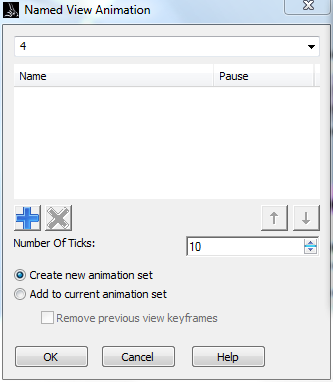 Named View Animation
4
Name Pause
Number Of Ticks: 10
Create new animation set
Add to current animation set
Remove previous view keyframes
OK Cancel Help